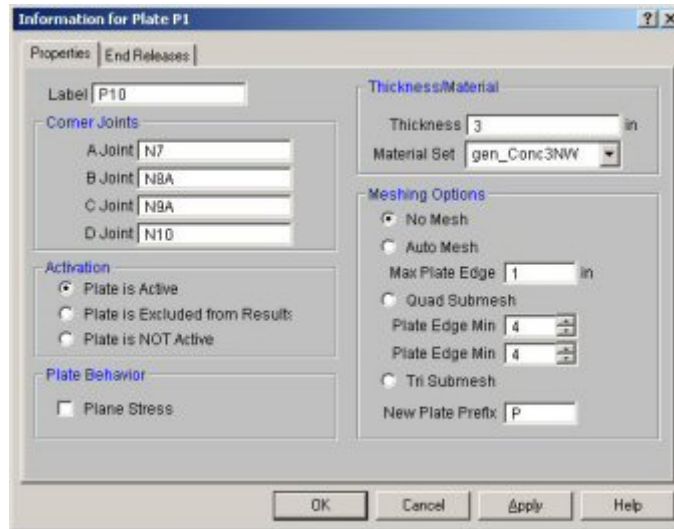 Information for Plate P1
Properties
End Releases
Label P10
Corner Joints
A Joint N7
B Joint N8A
C Joint N9A
D Joint N10
Activation
Plate is Active
Plate is Excluded from Results
Plate is NOT Active
Plate Behavior
Plane Stress
Thickness/Material
Thickness 3 in
Material Set gen_Conc3NW
Meshing Options
No Mesh
Auto Mesh
Max Plate Edge 1 in
Quad Submesh
Plate Edge Min 4
Plate Edge Min 4
Tri Submesh
New Plate Prefix P
OK
Cancel
Apply
Help